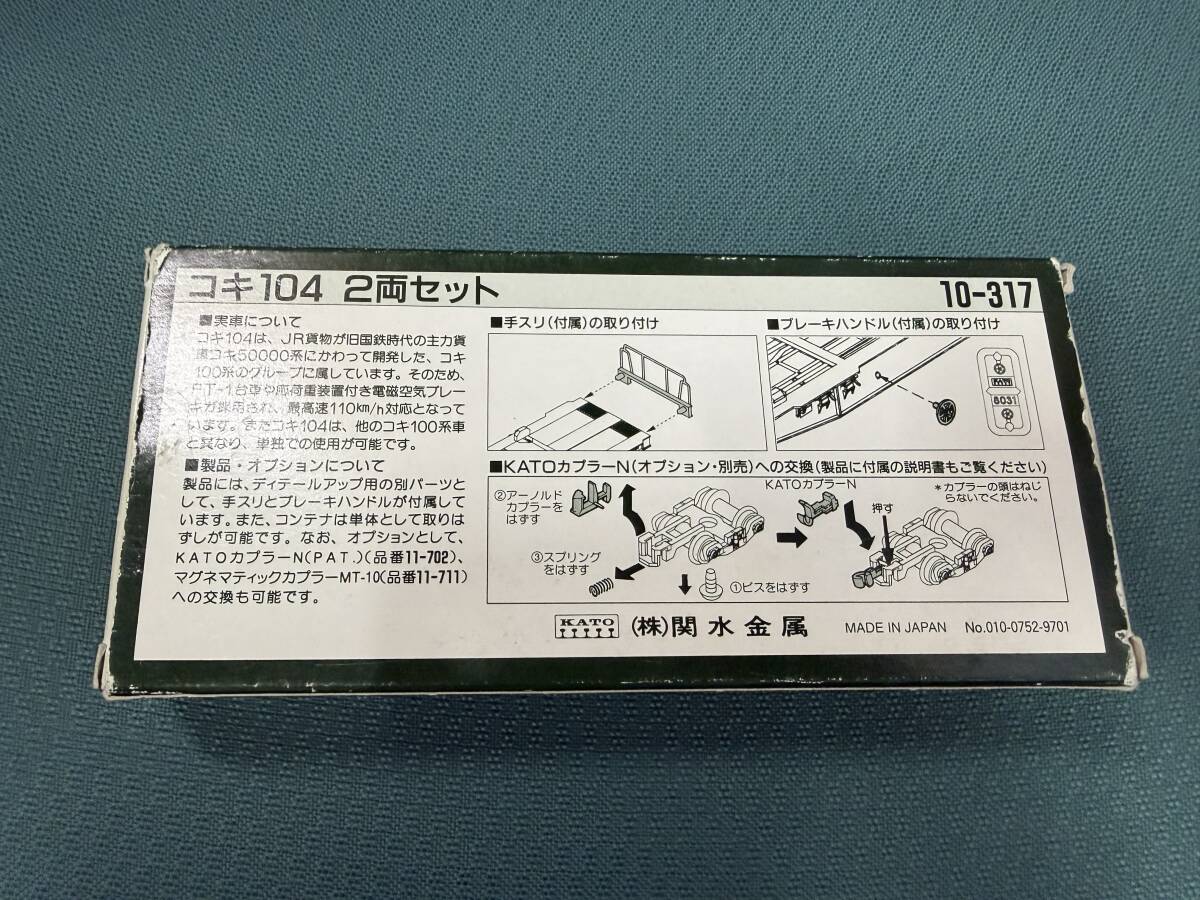 コキ104 2両セット
10-317
■実車について
コキ104は、JR貨物が旧国鉄時代の主力貨
車コキ50000系にかわって開発した、コキ
100系のグループに属しています。そのため、
FT-1台車や応荷重装置付き電磁空気ブレー
キが採用され、最高速110km/h対応となって
います。またコキ104は、他のコキ100系車
と異なり、単独での使用が可能です。
■製品・オプションについて
製品には、ディテールアップ用の別パーツと
して、手スリとブレーキハンドルが付属して
います。また、コンテナは単体として取りは
ずしが可能です。なお、オプションとして、
KATOカプラーN(PAT.)(品番11-702)、
マグネマティックカプラーMT-10(品番11-711)
への交換も可能です。
■手スリ(付属)の取り付け
■ブレーキハンドル(付属)の取り付け
KATO
8031
■KATOカプラーN(オプション・別売)への交換(製品に付属の説明書もご覧ください)
②アーノルド
カプラーを
はずす
③スプリング
をはずす
①ビスをはずす
KATOカプラーN
押す
*カプラーの頭はねじ
らないでください。
KATO
(株)関水金属
MADE IN JAPAN
No.010-0752-9701